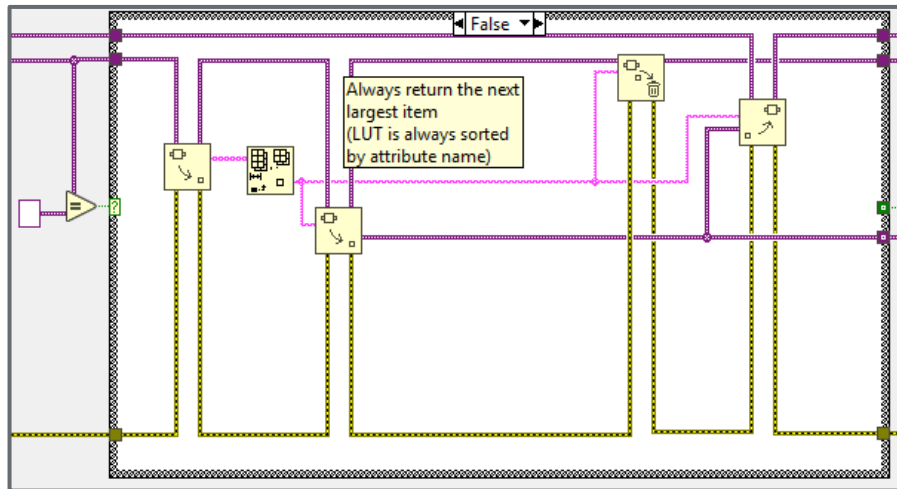 False
Always return the next
largest item
(LUT is always sorted
by attribute name)
=
?